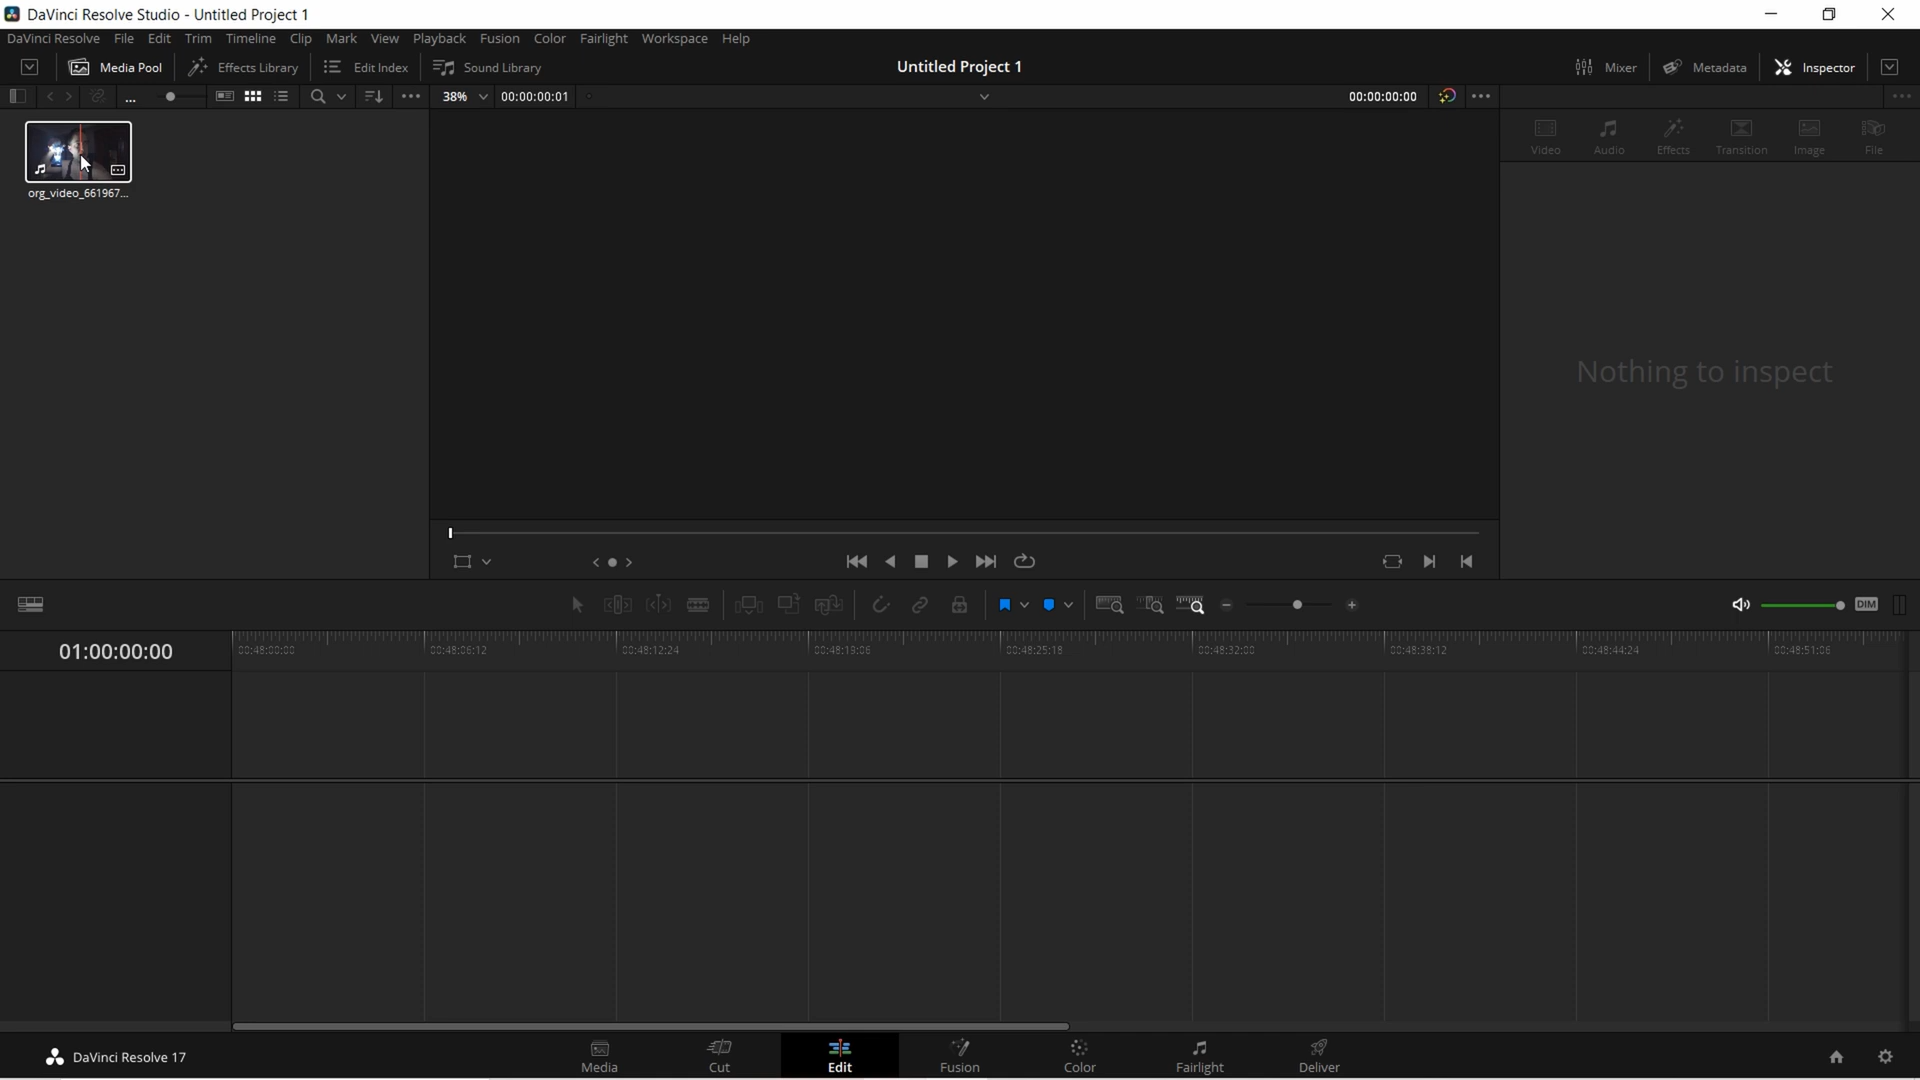 DaVinci Resolve Studio - Untitled Project 1
DaVinci Resolve File Edit Trim Timeline Clip Mark View Playback Fusion Color Fairlight Workspace Help
Media Pool Effects Library Edit Index Sound Library Untitled Project 1 Mixer Metadata Inspector
... 38% 00:00:00:01 00:00:00:00
Video Audio Effects Transition Image File
org_video_661967...
Nothing to inspect
DIM
01:00:00:00 00:48:00:00 00:48:06:12 00:48:12:24 00:48:19:06 00:48:25:18 00:48:32:00 00:48:38:12 00:48:44:24 00:48:51:06
DaVinci Resolve 17 Media Cut Edit Fusion Color Fairlight Deliver